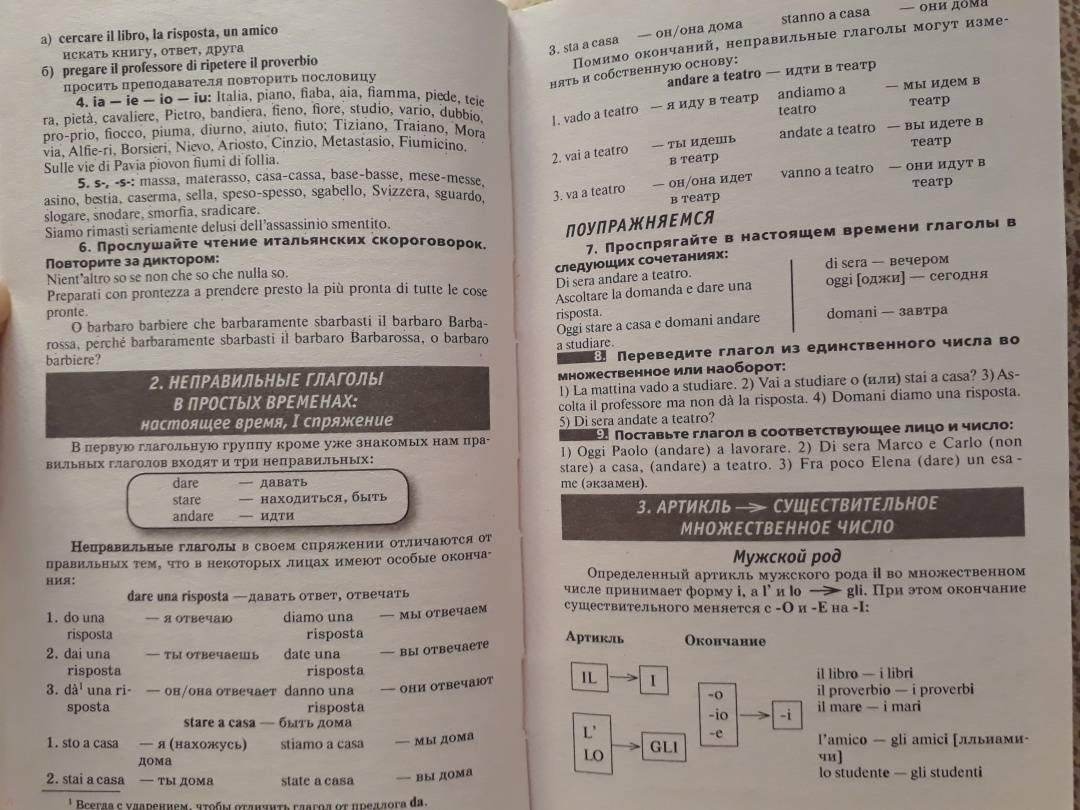 а) cercare il libro, la risposta, un amico
искать книгу, ответ, друга
б) pregare il professore di ripetere il proverbio
просить преподавателя повторить пословицу
4. ia — ie — io — iu: Italia, piano, fiaba, aia, fiamma, piede, teie
ra, pietà, cavaliere, Pietro, bandiera, fieno, fiore, studio, vario, dubbio,
pro-prio, fiocco, piuma, diurno, aiuto, fiuto; Tiziano, Traiano, Mora
via, Alfie-ri, Borsieri, Nievo, Ariosto, Cinzio, Metastasio, Fiumicino.
Sulle vie di Pavia piovon fiumi di follia.
5. s-, -s-: massa, materasso, casa-cassa, base-basse, mese-messe,
asino, bestia, caserma, sella, speso-spesso, sgabello, Svizzera, sguardo,
slogare, snodare, smorfia, sradicare.
Siamo rimasti seriamente delusi dell'assassinio smentito.
6. Прослушайте чтение итальянских скороговорок.
Повторите за диктором:
Nient'altro so se non che so che nulla so.
Preparati con prontezza a prendere presto la più pronta di tutte le cose
pronte.
O barbaro barbiere che barbaramente sbarbasti il barbaro Barba-
rossa, perché barbaramente sbarbasti il barbaro Barbarossa, o barbaro
barbiere?
2. НЕПРАВИЛЬНЫЕ ГЛАГОЛЫ
В ПРОСТЫХ ВРЕМЕНАХ:
настоящее время, I спряжение
В первую глагольную группу кроме уже знакомых нам пра-
вильных глаголов входят и три неправильных:
dare — давать
stare — находиться, быть
andare — идти
Неправильные глаголы в своем спряжении отличаются от
правильных тем, что в некоторых лицах имеют особые оконча-
ния:
dare una risposta —давать ответ, отвечать
1. do una — я отвечаю diamo una — мы отвечаем
risposta risposta
2. dai una — ты отвечаешь date una — вы отвечаете
risposta risposta
3. dà¹ una ri- — он/она отвечает danno una — они отвечают
sposta risposta
stare a casa — быть дома
1. sto a casa — я (нахожусь) stiamo a casa — мы дома
дома
2. stai a casa — ты дома state a casa — вы дома
¹ Всегда с ударением, чтобы отличить глагол от предлога da.
3. sta a casa — он/она дома stanno a casa — они дома
Помимо окончаний, неправильные глаголы могут изме-
нять и собственную основу:
andare a teatro — идти в театр
1. vado a teatro — я иду в театр andiamo a — мы идем в
teatro театр
2. vai a teatro — ты идешь andate a teatro — вы идете в
в театр театр
3. va a teatro — он/она идет vanno a teatro — они идут в
в театр театр
ПОУПРАЖНЯЕМСЯ
7. Проспрягайте в настоящем времени глаголы в
следующих сочетаниях:
Di sera andare a teatro.
Ascoltare la domanda e dare una
risposta.
Oggi stare a casa e domani andare
a studiare.
di sera — вечером
oggi [оджи] — сегодня
domani — завтра
8. Переведите глагол из единственного числа во
множественное или наоборот:
1) La mattina vado a studiare. 2) Vai a studiare o (или) stai a casa? 3) As-
colta il professore ma non dà la risposta. 4) Domani diamo una risposta.
5) Di sera andate a teatro?
9. Поставьте глагол в соответствующее лицо и число:
1) Oggi Paolo (andare) a lavorare. 2) Di sera Marco e Carlo (non
stare) a casa, (andare) a teatro. 3) Fra poco Elena (dare) un esa -
me (экзамен).
3. АРТИКЛЬ —> СУЩЕСТВИТЕЛЬНОЕ
МНОЖЕСТВЕННОЕ ЧИСЛО
Мужской род
Определенный артикль мужского рода il во множественном
числе принимает форму i, а l' и lo —> gli. При этом окончание
существительного меняется с -O и -E на -I:
Артикль Окончание
IL I
L'
LO
GLI
-o
-io
-e
-i
il libro — i libri
il proverbio — i proverbi
il mare — i mari
l'amico — gli amici [лльиами-
чи]
lo studente — gli studenti